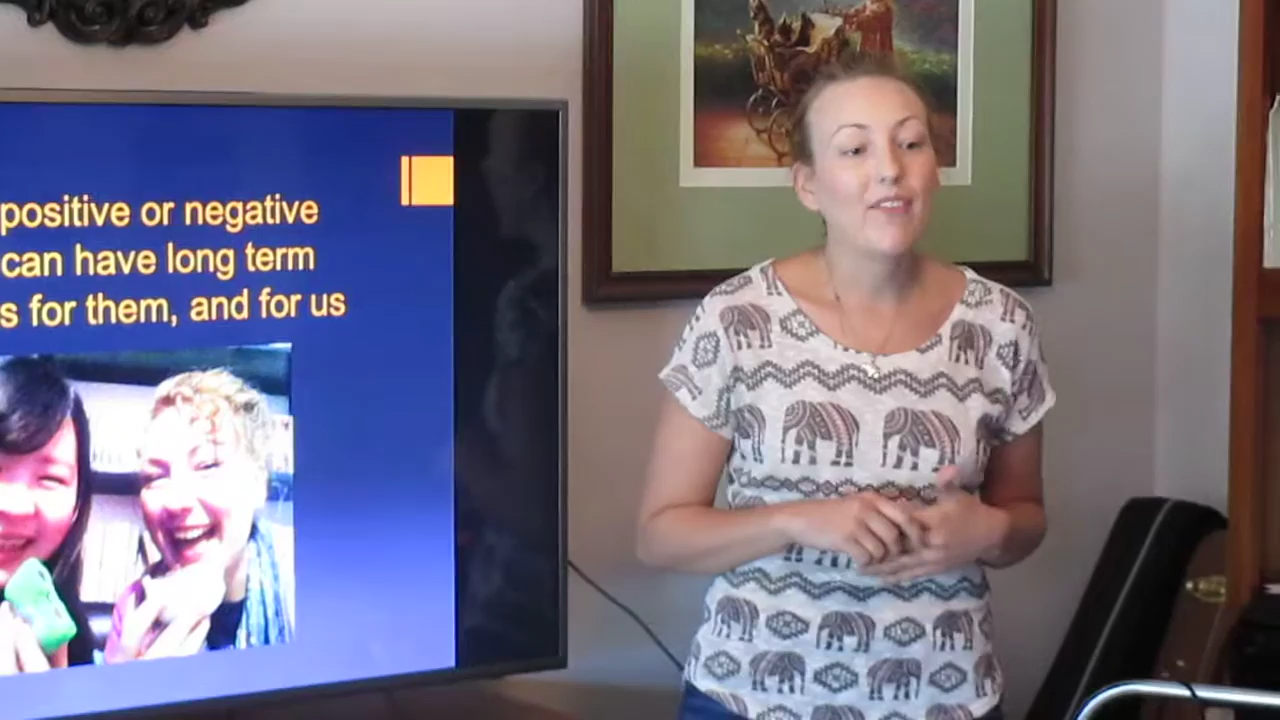 positive or negative
can have long term
s for them, and for us